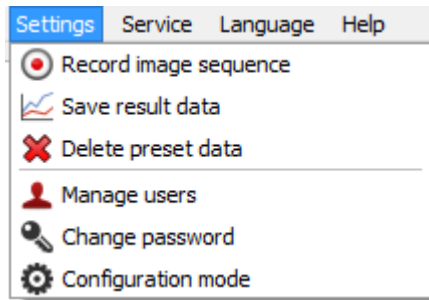 Settings Service Language Help
Record image sequence
Save result data
Delete preset data
Manage users
Change password
Configuration mode